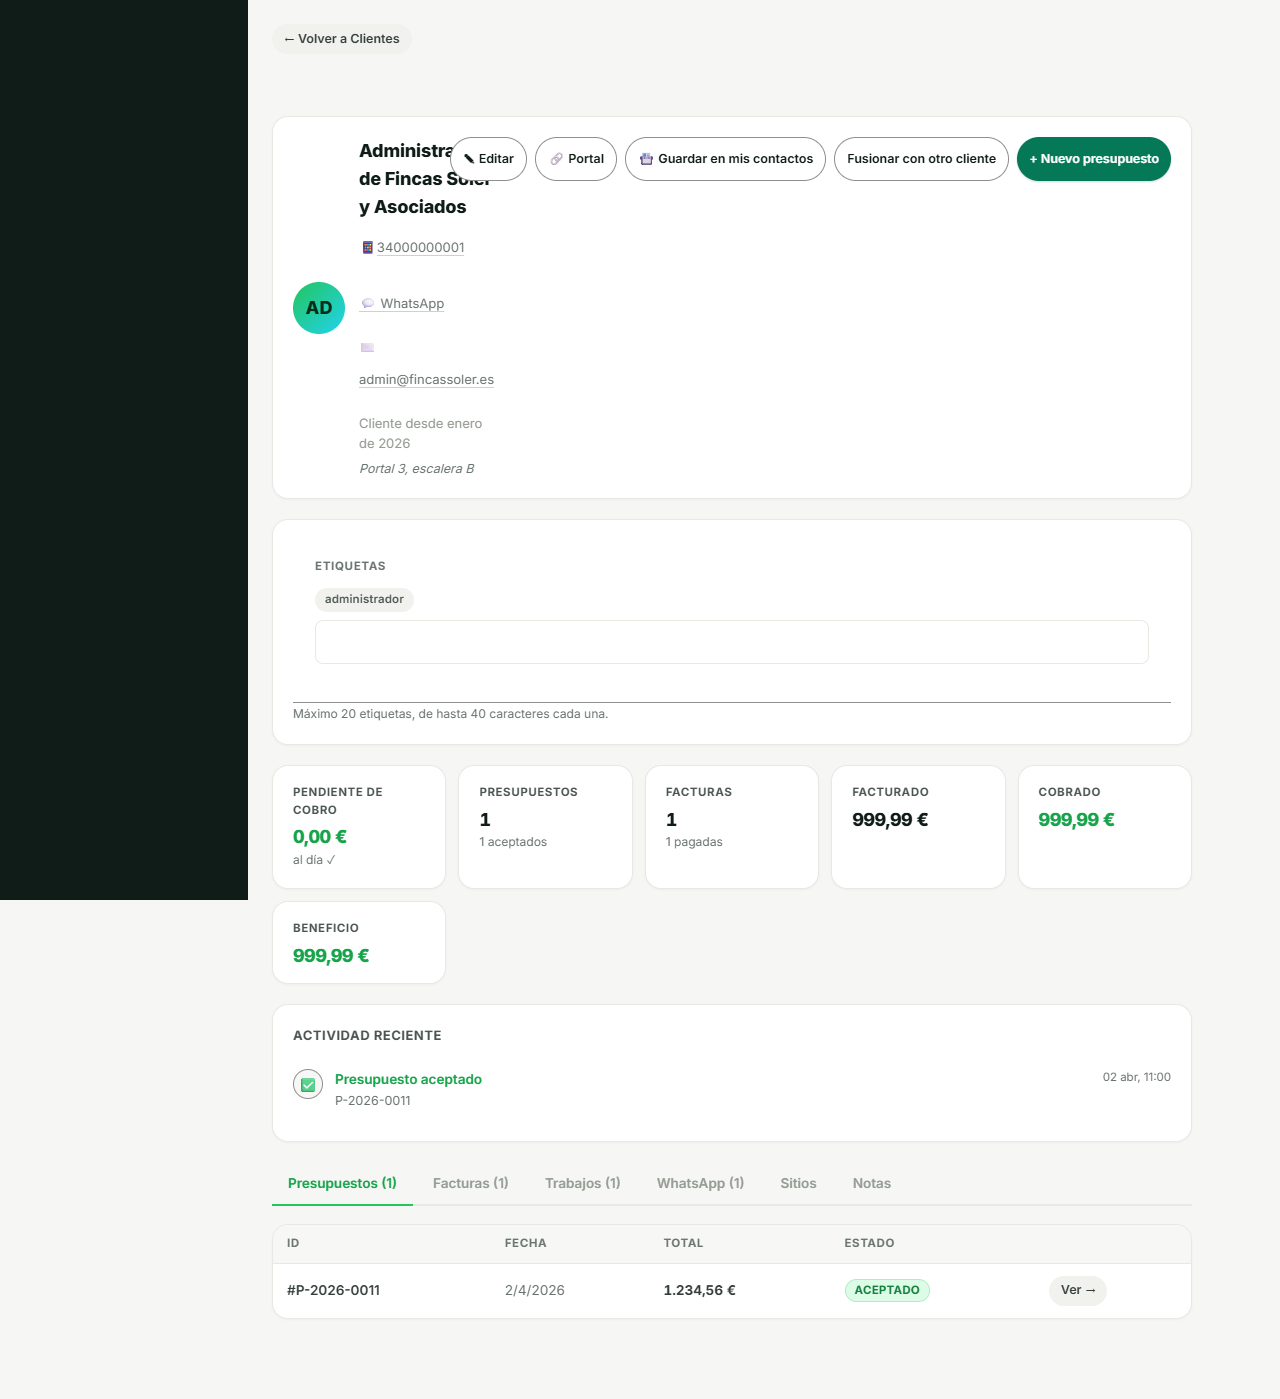 ← Volver a Clientes
Administra
de Fincas Soler
y Asociados
Editar
Portal
Guardar en mis contactos
Fusionar con otro cliente
+ Nuevo presupuesto
34000000001
AD
WhatsApp
admin@fincassoler.es
Cliente desde enero
de 2026
Portal 3, escalera B
ETIQUETAS
administrador
Máximo 20 etiquetas, de hasta 40 caracteres cada una.
PENDIENTE DE
COBRO
0,00 €
al día ✓
PRESUPUESTOS
1
1 aceptados
FACTURAS
1
1 pagadas
FACTURADO
999,99 €
COBRADO
999,99 €
BENEFICIO
999,99 €
ACTIVIDAD RECIENTE
Presupuesto aceptado
02 abr, 11:00
P-2026-0011
Presupuestos (1)
Facturas (1)
Trabajos (1)
WhatsApp (1)
Sitios
Notas
ID FECHA TOTAL ESTADO
#P-2026-0011 2/4/2026 1.234,56 € ACEPTADO Ver →